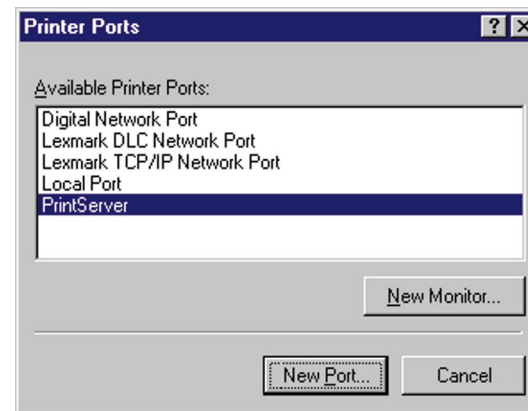 Printer Ports
Available Printer Ports:
Digital Network Port
Lexmark DLC Network Port
Lexmark TCP/IP Network Port
Local Port
PrintServer
New Monitor...
New Port...
Cancel